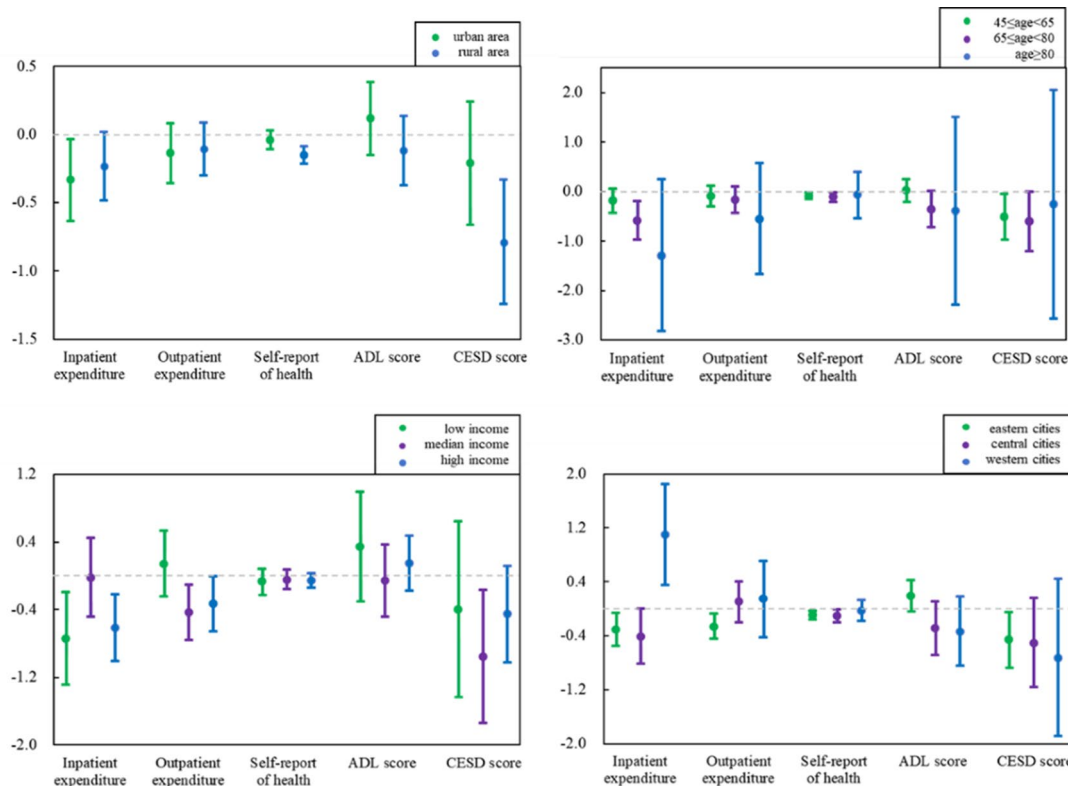 urban area
rural area
0.5
0.0
-0.5
-1.0
-1.5
Inpatient
expenditure
Outpatient
expenditure
Self-report
of health
ADL score
CESD score
45≤age<65
65≤age<80
age≥80
2.0
1.0
0.0
-1.0
-2.0
-3.0
Inpatient
expenditure
Outpatient
expenditure
Self-report
of health
ADL score
CESD score
low income
median income
high income
1.2
0.4
-0.4
-1.2
-2.0
Inpatient
expenditure
Outpatient
expenditure
Self-report
of health
ADL score
CESD score
eastern cities
central cities
western cities
2.0
1.2
0.4
-0.4
-1.2
-2.0
Inpatient
expenditure
Outpatient
expenditure
Self-report
of health
ADL score
CESD score